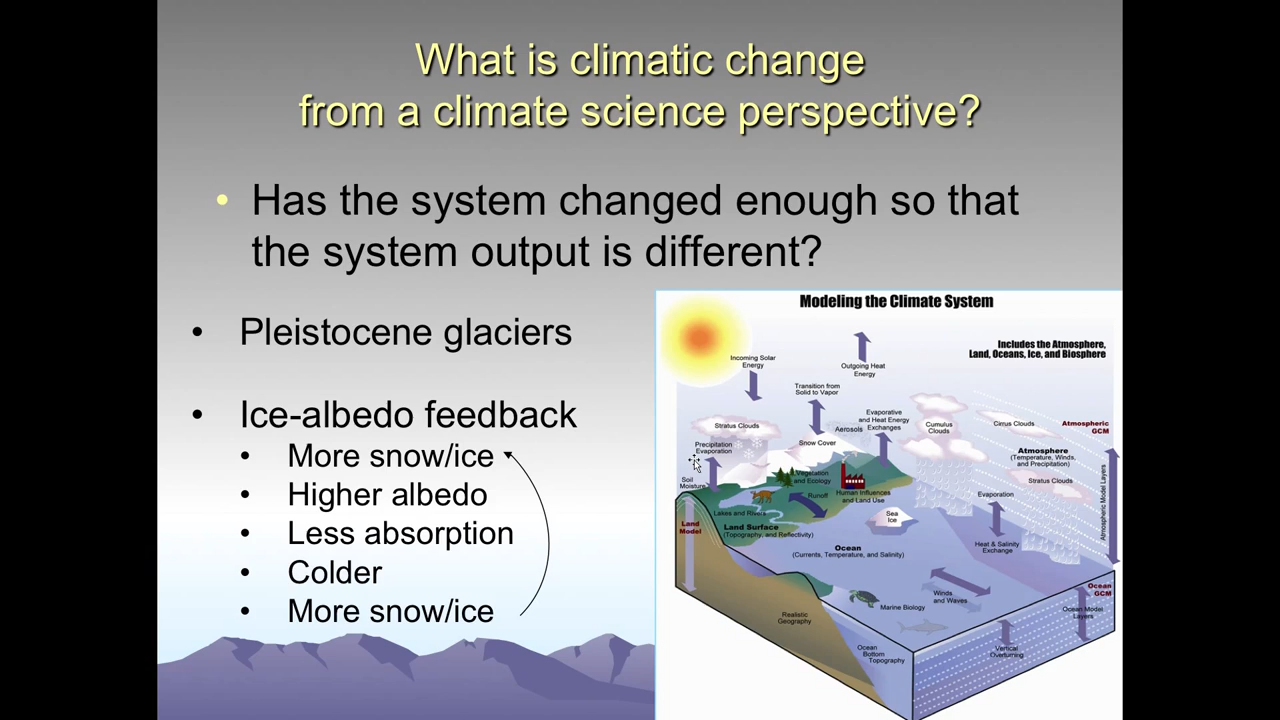 What is climatic change
from a climate science perspective?
• Has the system changed enough so that
the system output is different?
• Pleistocene glaciers
• Ice-albedo feedback
• More snow/ice
• Higher albedo
• Less absorption
• Colder
• More snow/ice
Modeling the Climate System
Includes the Atmosphere,
Land, Oceans, Ice, and Biosphere
Incoming Solar
Energy
Outgoing Heat
Energy
Transition from
Solid to Vapor
Stratus Clouds
Aerosols
Evaporative
and Heat Energy
Exchanges
Cumulus
Clouds
Cirrus Clouds
Atmospheric
GCM
Precipitation
Evaporation
Snow Cover
Atmosphere
(Temperature, Winds,
and Precipitation)
Stratus Clouds
Atmospheric Model Layers
Soil
Moisture
Vegetation
and Ecology
Runoff
Human Influences
and Land Use
Evaporation
Lakes and Rivers
Sea
Ice
Land
Model
Land Surface
(Topography, and Reflectivity)
Ocean
(Currents, Temperature, and Salinity)
Heat & Salinity
Exchange
Winds
and Waves
Ocean
GCM
Ocean Model
Layers
Marine Biology
Realistic
Geography
Ocean
Bottom
Topography
Vertical
Overturning